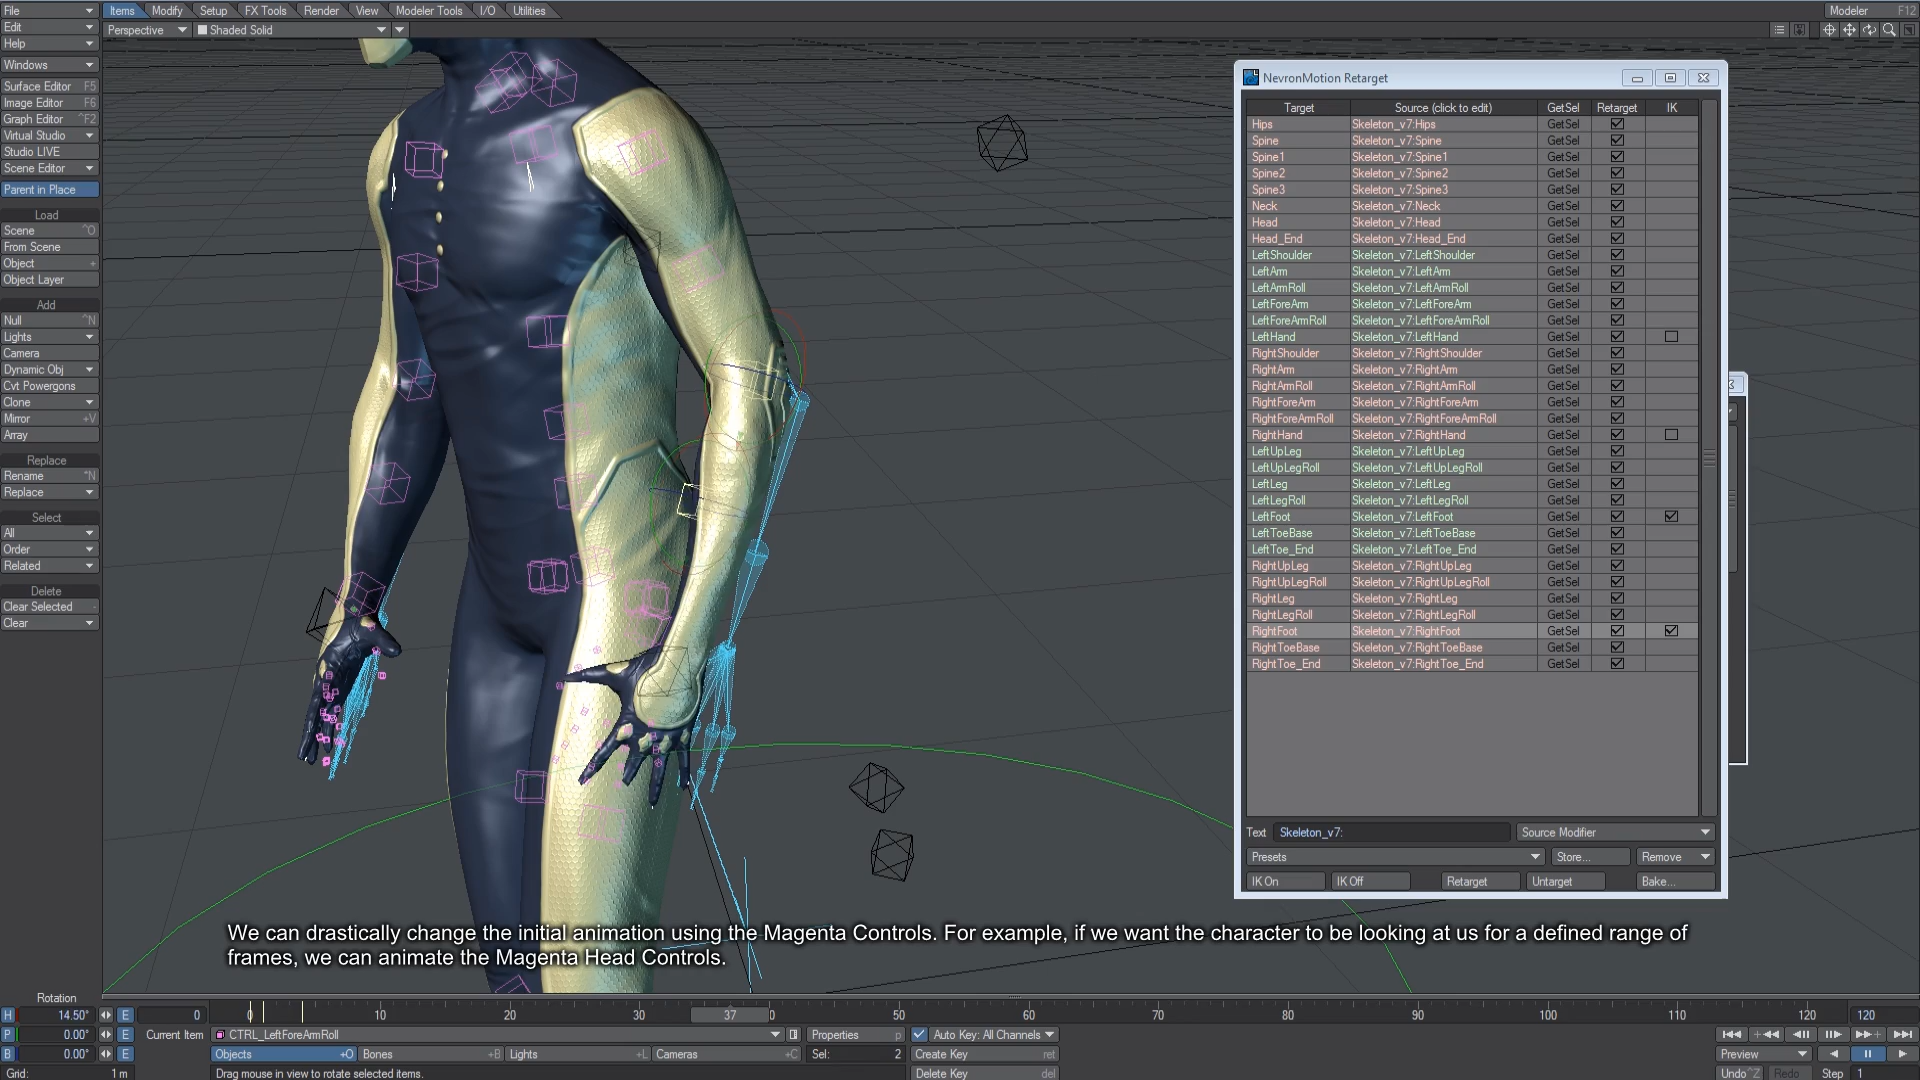 File
Items Modify Setup FX Tools Render View Modeler Tools I/O Utilities
Modeler F12
Edit
Perspective Shaded Solid
Help
Windows
Surface Editor F5
Image Editor F6
Graph Editor ^F2
Virtual Studio
Studio LIVE
Scene Editor
Parent in Place
Load
Scene ^O
From Scene
Object +
Object Layer
Add
Null ^N
Lights
Camera
Dynamic Obj
Cvt Powergons
Clone
Mirror +V
Array
Replace
Rename ^N
Replace
Select
All
Order
Related
Delete
Clear Selected -
Clear
NevronMotion Retarget
Target Source (click to edit) GetSel Retarget IK
Hips Skeleton_v7:Hips GetSel
Spine Skeleton_v7:Spine GetSel
Spine1 Skeleton_v7:Spine1 GetSel
Spine2 Skeleton_v7:Spine2 GetSel
Spine3 Skeleton_v7:Spine3 GetSel
Neck Skeleton_v7:Neck GetSel
Head Skeleton_v7:Head GetSel
Head_End Skeleton_v7:Head_End GetSel
LeftShoulder Skeleton_v7:LeftShoulder GetSel
LeftArm Skeleton_v7:LeftArm GetSel
LeftArmRoll Skeleton_v7:LeftArmRoll GetSel
LeftForeArm Skeleton_v7:LeftForeArm GetSel
LeftForeArmRoll Skeleton_v7:LeftForeArmRoll GetSel
LeftHand Skeleton_v7:LeftHand GetSel
RightShoulder Skeleton_v7:RightShoulder GetSel
RightArm Skeleton_v7:RightArm GetSel
RightArmRoll Skeleton_v7:RightArmRoll GetSel
RightForeArm Skeleton_v7:RightForeArm GetSel
RightForeArmRoll Skeleton_v7:RightForeArmRoll GetSel
RightHand Skeleton_v7:RightHand GetSel
LeftUpLeg Skeleton_v7:LeftUpLeg GetSel
LeftUpLegRoll Skeleton_v7:LeftUpLegRoll GetSel
LeftLeg Skeleton_v7:LeftLeg GetSel
LeftLegRoll Skeleton_v7:LeftLegRoll GetSel
LeftFoot Skeleton_v7:LeftFoot GetSel
LeftToeBase Skeleton_v7:LeftToeBase GetSel
LeftToe_End Skeleton_v7:LeftToe_End GetSel
RightUpLeg Skeleton_v7:RightUpLeg GetSel
RightUpLegRoll Skeleton_v7:RightUpLegRoll GetSel
RightLeg Skeleton_v7:RightLeg GetSel
RightLegRoll Skeleton_v7:RightLegRoll GetSel
RightFoot Skeleton_v7:RightFoot GetSel
RightToeBase Skeleton_v7:RightToeBase GetSel
RightToe_End Skeleton_v7:RightToe_End GetSel
Text Skeleton_v7: Source Modifier
Presets Store... Remove
IK On IK Off Retarget Untarget Bake...
We can drastically change the initial animation using the Magenta Controls. For example, if we want the character to be looking at us for a defined range of
frames, we can animate the Magenta Head Controls.
Rotation
H 14.50° E 0 0 10 20 30 37 0 50 60 70 80 90 100 110 120 120
P 0.00° E Current Item CTRL_LeftForeArmRoll Properties p Auto Key: All Channels
B 0.00° E Objects +O Bones +B Lights +L Cameras +C Sel: 2 Create Key ret Preview
Grid: 1 m Drag mouse in view to rotate selected items. Delete Key del Undo ^Z Redo Step 1